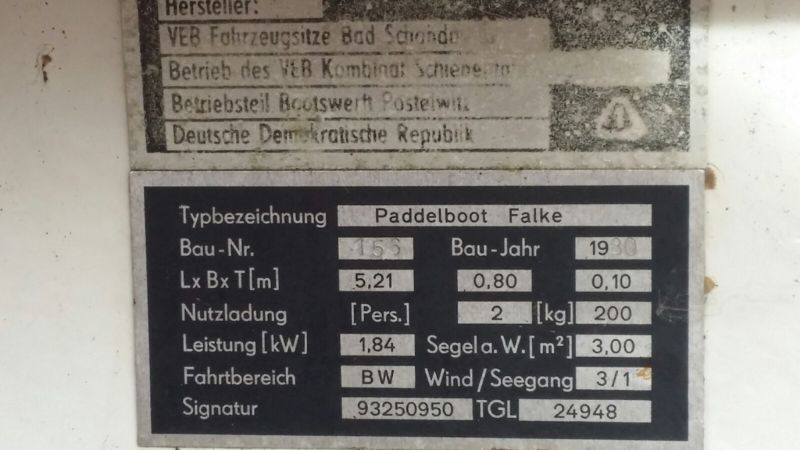 Hersteller:
VEB Fahrzeugsitze Bad
Betrieb des VEB Kombinat
Betriebsteil Bootswerft Postelwitz
Deutsche Demokratische Republik
Typbezeichnung Paddelboot Falke
Bau-Nr. Bau-Jahr 1980
Lx Bx T [m] 5,21 0,80 0,10
Nutzladung [Pers.] 2 [kg] 200
Leistung [kW] 1,84 Segel a. W. [m²] 3,00
Fahrtbereich BW Wind/Seegang 3/1
Signatur 93250950 TGL 24948